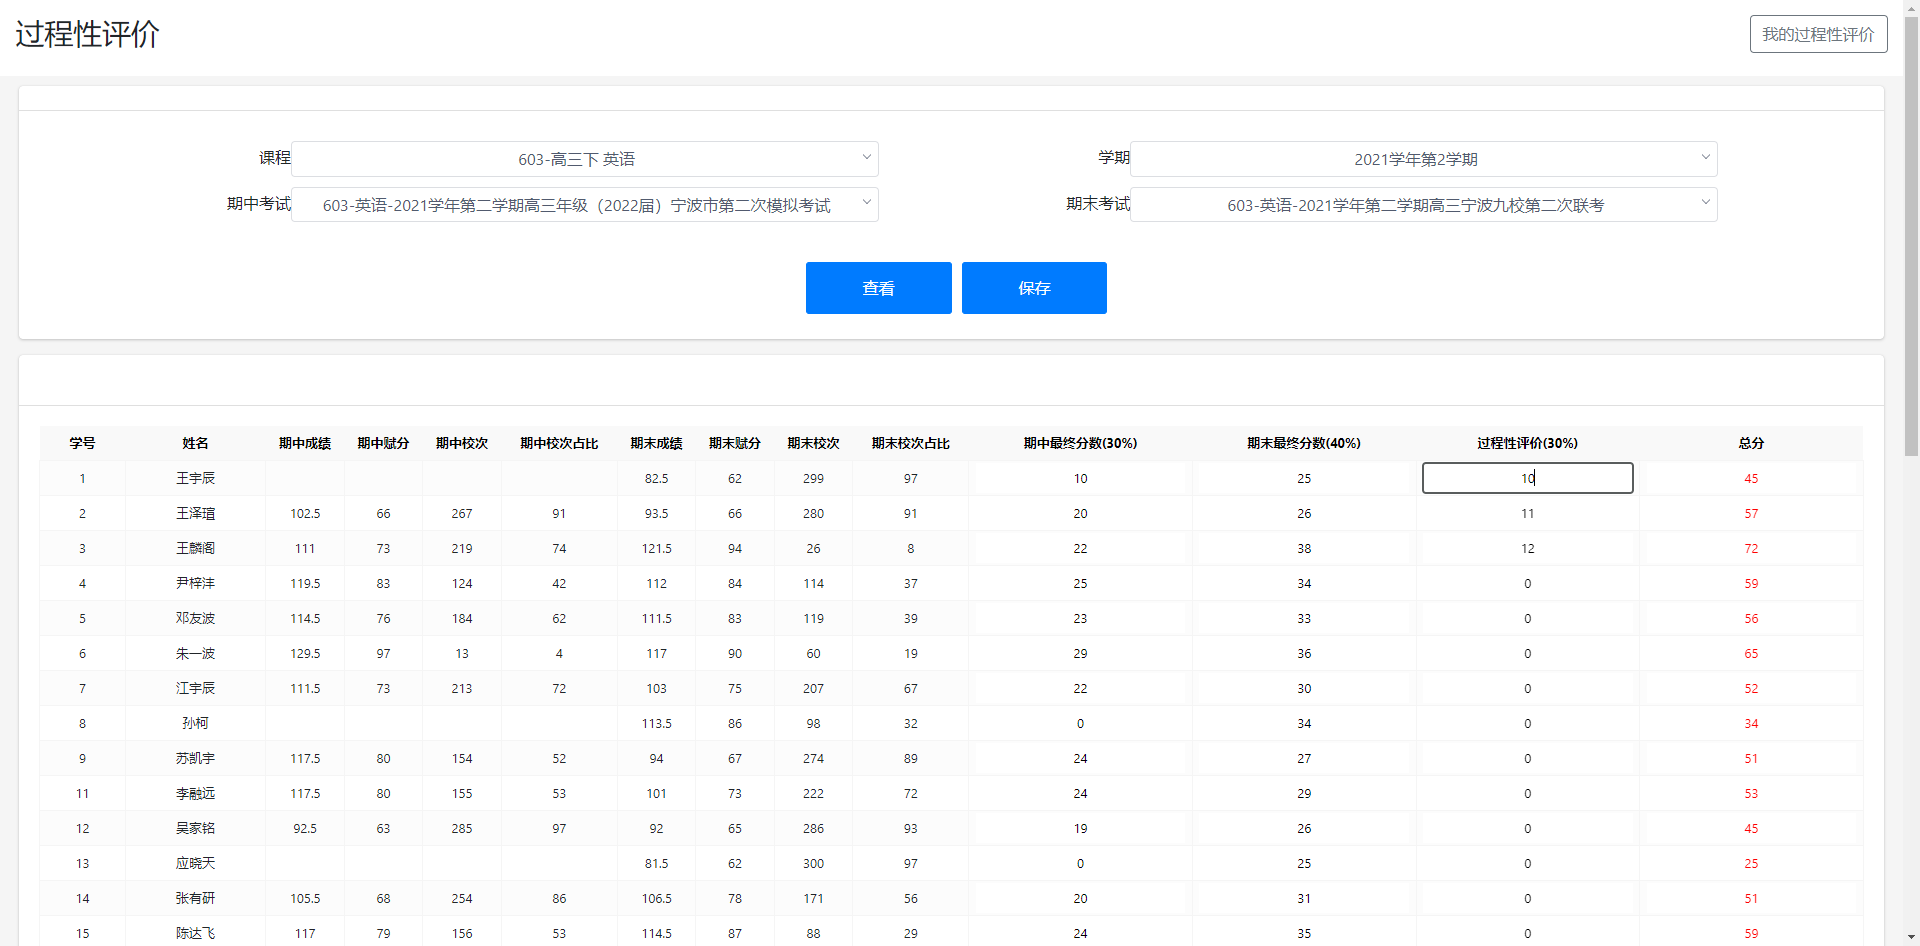 过程性评价
我的过程性评价
课程 603-高三下 英语 学期 2021学年第2学期
期中考试 603-英语-2021学年第二学期高三年级（2022届）宁波市第二次模拟考试 期末考试 603-英语-2021学年第二学期高三宁波九校第二次联考
查看 保存
学号 姓名 期中成绩 期中赋分 期中校次 期中校次占比 期末成绩 期末赋分 期末校次 期末校次占比 期中最终分数(30%) 期末最终分数(40%) 过程性评价(30%) 总分
1 王宇辰 82.5 62 299 97 10 25 10 45
2 王泽瑄 102.5 66 267 91 93.5 66 280 91 20 26 11 57
3 王麟阁 111 73 219 74 121.5 94 26 8 22 38 12 72
4 尹梓沣 119.5 83 124 42 112 84 114 37 25 34 0 59
5 邓友波 114.5 76 184 62 111.5 83 119 39 23 33 0 56
6 朱一波 129.5 97 13 4 117 90 60 19 29 36 0 65
7 江宇辰 111.5 73 213 72 103 75 207 67 22 30 0 52
8 孙柯 113.5 86 98 32 0 34 0 34
9 苏凯宇 117.5 80 154 52 94 67 274 89 24 27 0 51
11 李融远 117.5 80 155 53 101 73 222 72 24 29 0 53
12 吴家铭 92.5 63 285 97 92 65 286 93 19 26 0 45
13 应晓天 81.5 62 300 97 0 25 0 25
14 张有研 105.5 68 254 86 106.5 78 171 56 20 31 0 51
15 陈达飞 117 79 156 53 114.5 87 88 29 24 35 0 59